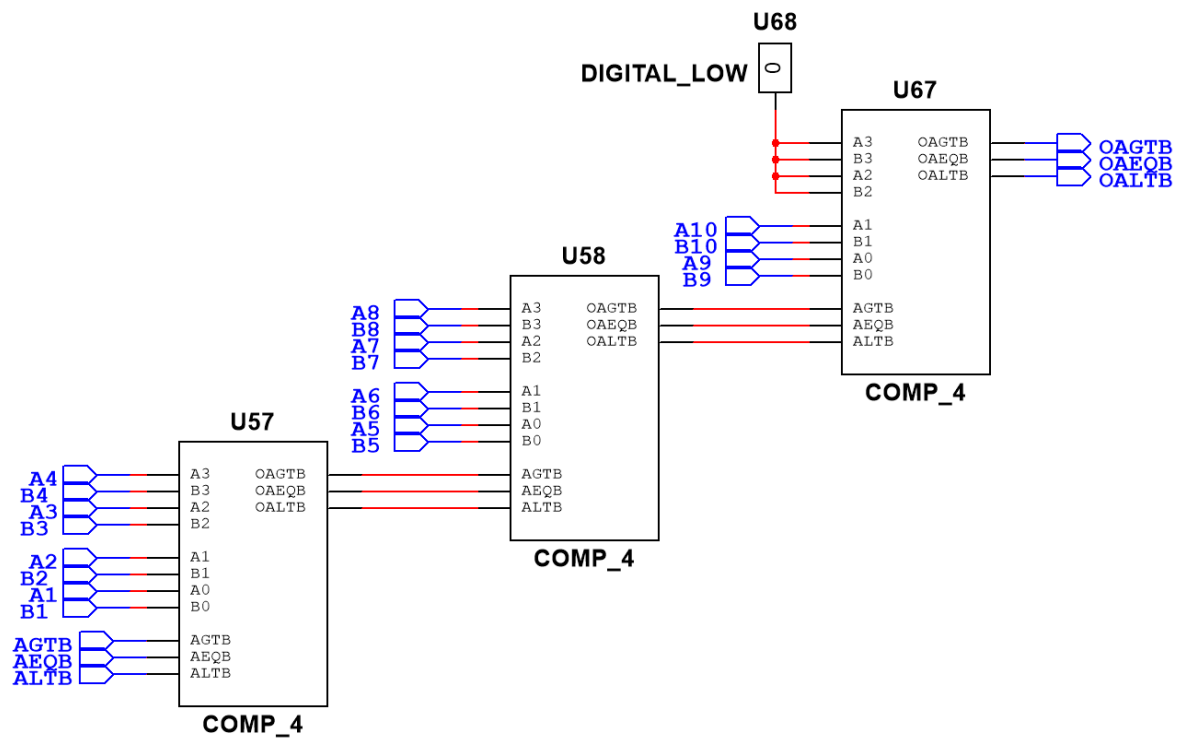 U68
0
DIGITAL_LOW
U67
A3 OAGTB
B3 OAEQB
A2 OALTB
B2
A1
B1
A0
B0
AGTB
AEQB
ALTB
COMP_4
OAGTB
OAEQB
OALTB
A10
B10
A9
B9
U58
A3 OAGTB
B3 OAEQB
A2 OALTB
B2
A1
B1
A0
B0
AGTB
AEQB
ALTB
COMP_4
A8
B8
A7
B7
A6
B6
A5
B5
U57
A3 OAGTB
B3 OAEQB
A2 OALTB
B2
A1
B1
A0
B0
AGTB
AEQB
ALTB
COMP_4
A4
B4
A3
B3
A2
B2
A1
B1
AGTB
AEQB
ALTB